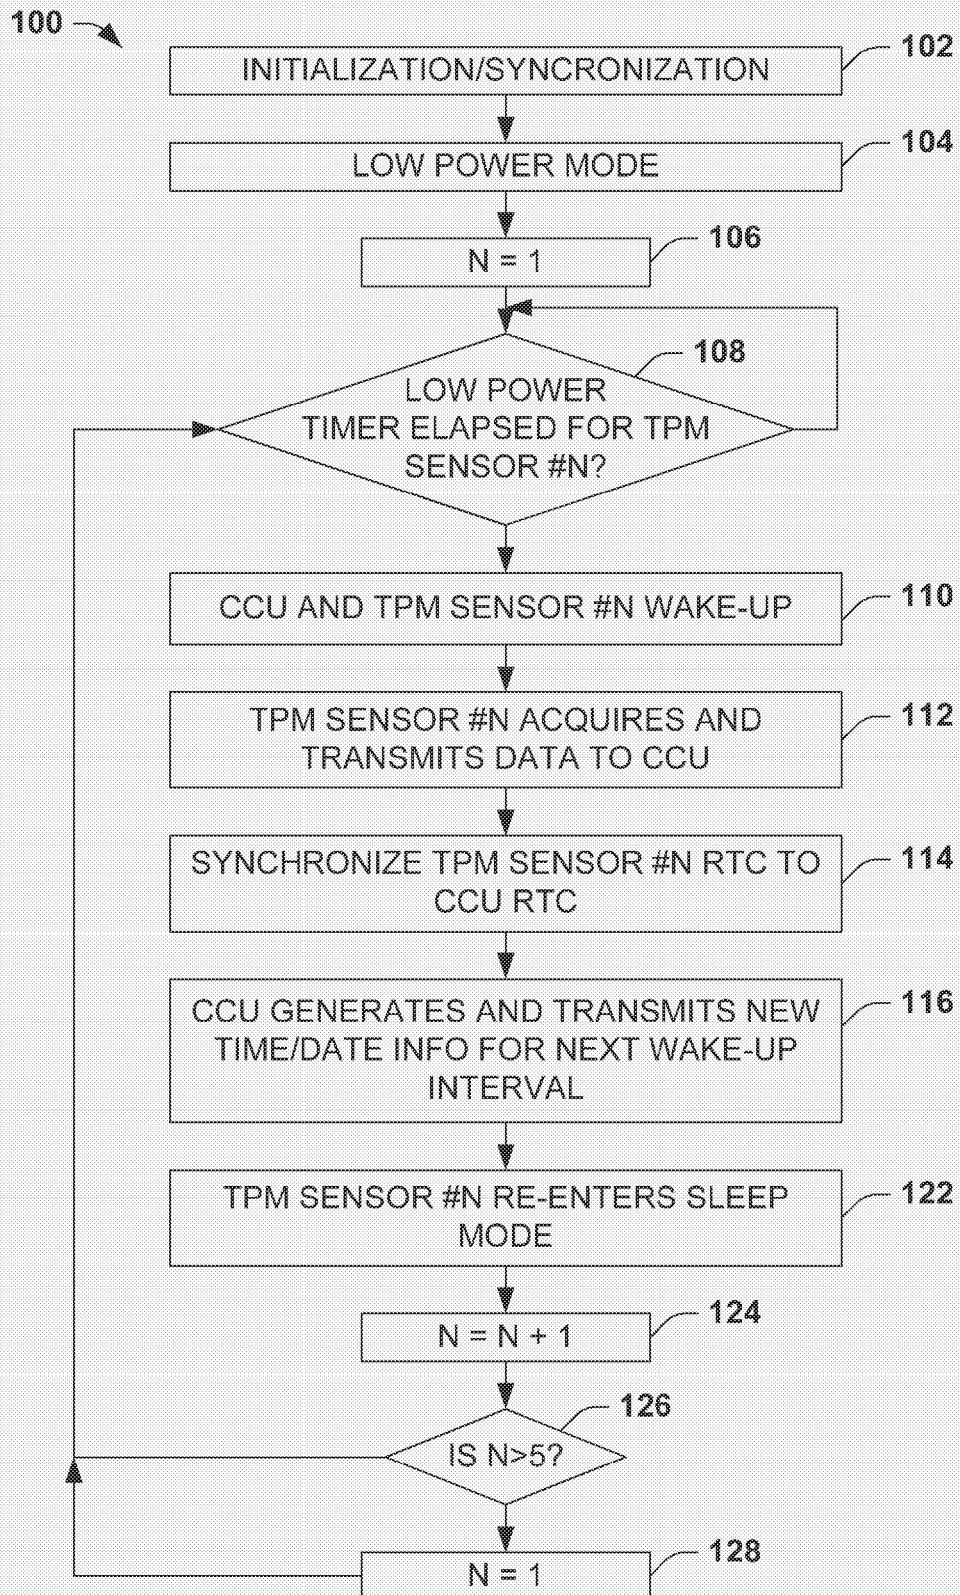 100
102
INITIALIZATION/SYNCRONIZATION
104
LOW POWER MODE
106
N = 1
108
LOW POWER
TIMER ELAPSED FOR TPM
SENSOR #N?
110
CCU AND TPM SENSOR #N WAKE-UP
112
TPM SENSOR #N ACQUIRES AND
TRANSMITS DATA TO CCU
114
SYNCHRONIZE TPM SENSOR #N RTC TO
CCU RTC
116
CCU GENERATES AND TRANSMITS NEW
TIME/DATE INFO FOR NEXT WAKE-UP
INTERVAL
122
TPM SENSOR #N RE-ENTERS SLEEP
MODE
124
N = N + 1
126
IS N>5?
128
N = 1